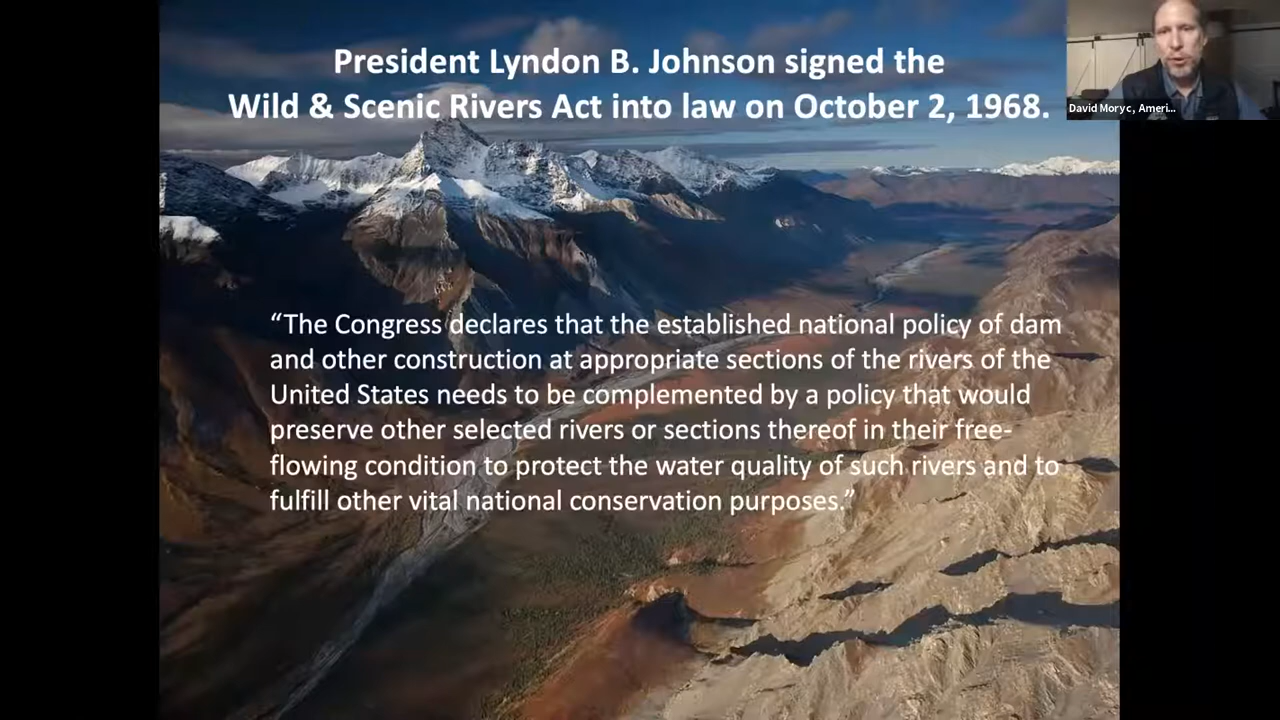 President Lyndon B. Johnson signed the
Wild & Scenic Rivers Act into law on October 2, 1968.
David Moryc, Ameri...
“The Congress declares that the established national policy of dam
and other construction at appropriate sections of the rivers of the
United States needs to be complemented by a policy that would
preserve other selected rivers or sections thereof in their free-
flowing condition to protect the water quality of such rivers and to
fulfill other vital national conservation purposes.”